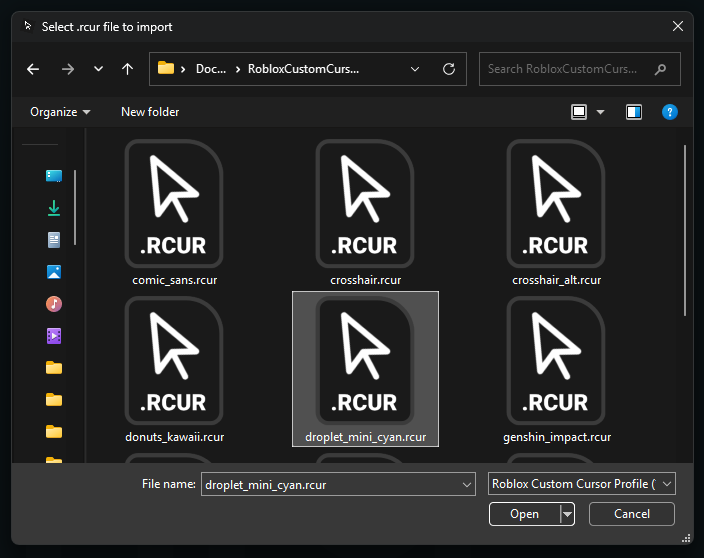 Select .rcur file to import
Doc... RobloxCustomCurs...
Search RobloxCustomCurs...
Organize New folder
?
.RCUR .RCUR .RCUR
comic_sans.rcur crosshair.rcur crosshair_alt.rcur
.RCUR .RCUR .RCUR
donuts_kawaii.rcur droplet_mini_cyan.rcur genshin_impact.rcur
File name: droplet_mini_cyan.rcur Roblox Custom Cursor Profile (
Open Cancel